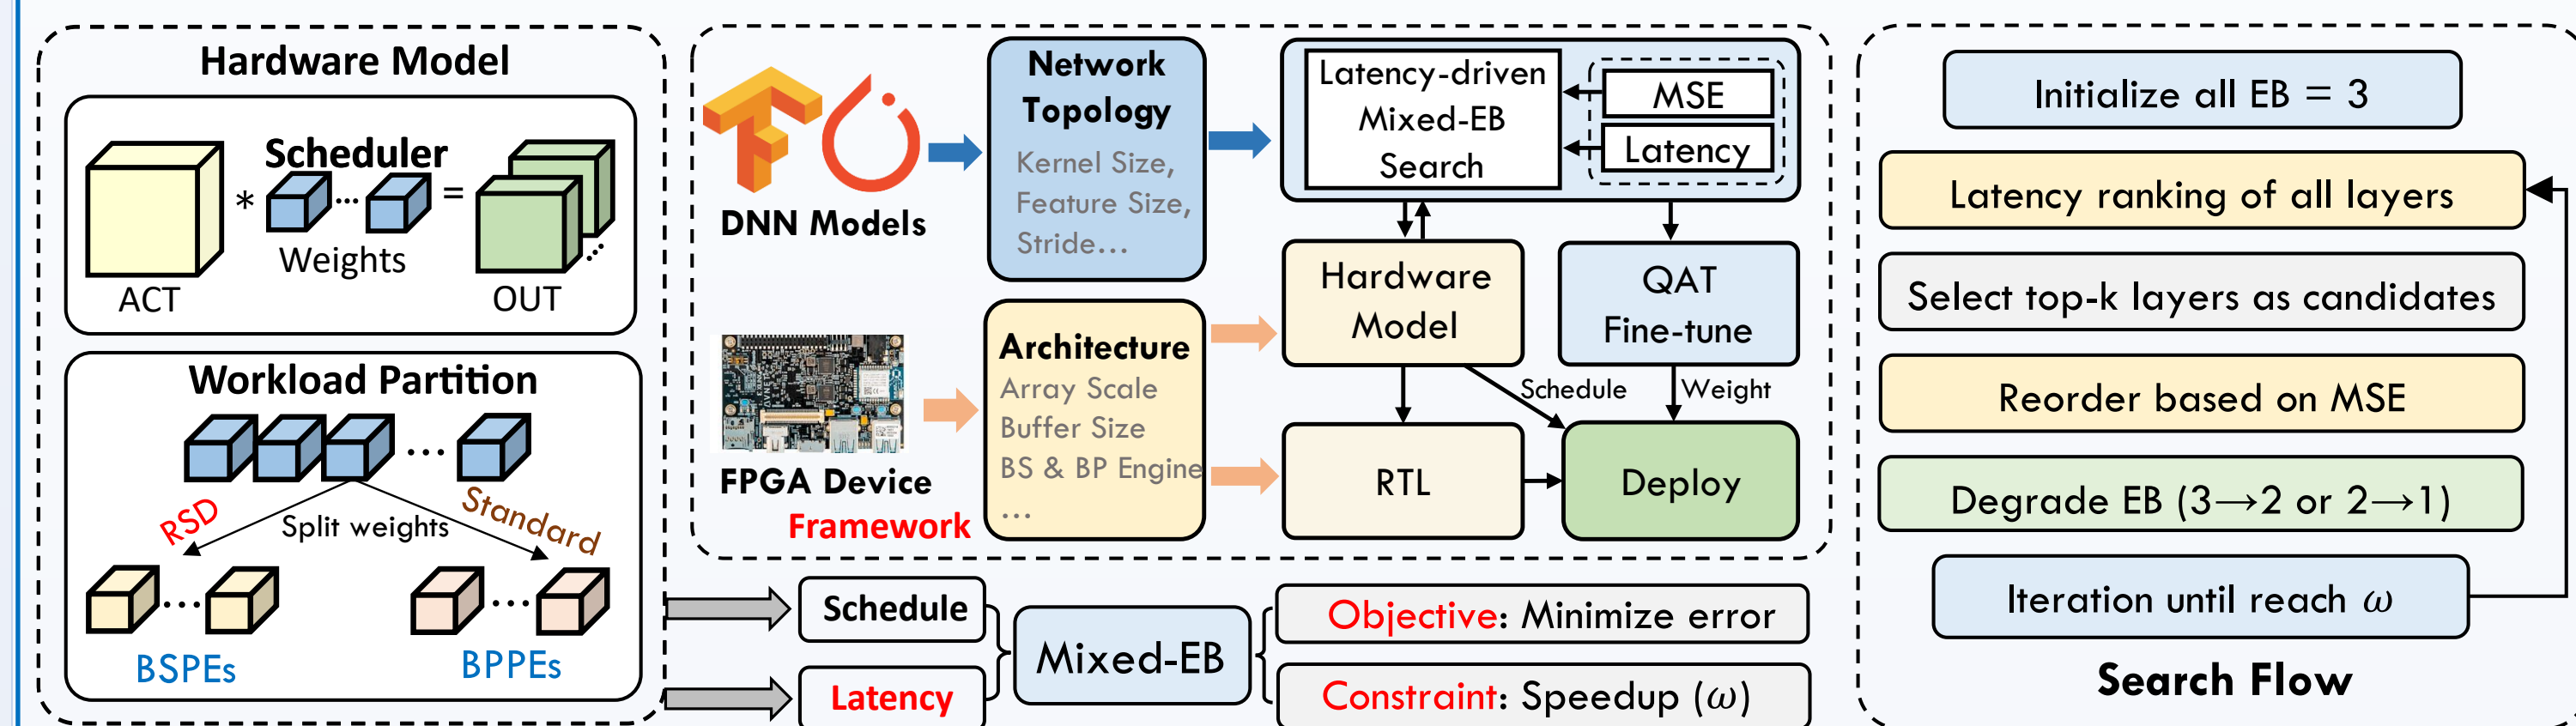 Hardware Model
Scheduler
* ... =
Weights
ACT
OUT
Workload Partition
...
RSD
Split weights
Standard
... ...
BSPEs
BPPEs
DNN Models
FPGA Device
Framework
Network
Topology
Kernel Size,
Feature Size,
Stride...
Architecture
Array Scale
Buffer Size
BS & BP Engine
...
Latency-driven
Mixed-EB
Search
MSE
Latency
Hardware
Model
QAT
Fine-tune
Schedule
Weight
RTL
Deploy
Schedule
Latency
Mixed-EB
Objective: Minimize error
Constraint: Speedup (ω)
Initialize all EB = 3
Latency ranking of all layers
Select top-k layers as candidates
Reorder based on MSE
Degrade EB (3→2 or 2→1)
Iteration until reach ω
Search Flow